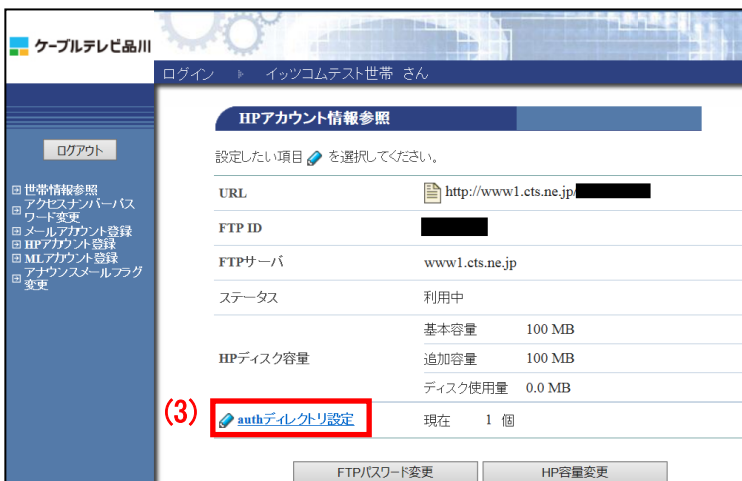 ケーブルテレビ品川
ログイン ▶ イッツコムテスト世帯 さん
ログアウト
世帯情報参照
アクセスナンバーパス
ワード変更
メールアカウント登録
HPアカウント登録
MLアカウント登録
アナウンスメールフラグ
変更
HPアカウント情報参照
設定したい項目 を選択してください。
URL http://www1.cts.ne.jp/
FTP ID
FTPサーバ www1.cts.ne.jp
ステータス 利用中
HPディスク容量
基本容量 100 MB
追加容量 100 MB
ディスク使用量 0.0 MB
(3) authディレクトリ設定 現在 1 個
FTPパスワード変更 HP容量変更